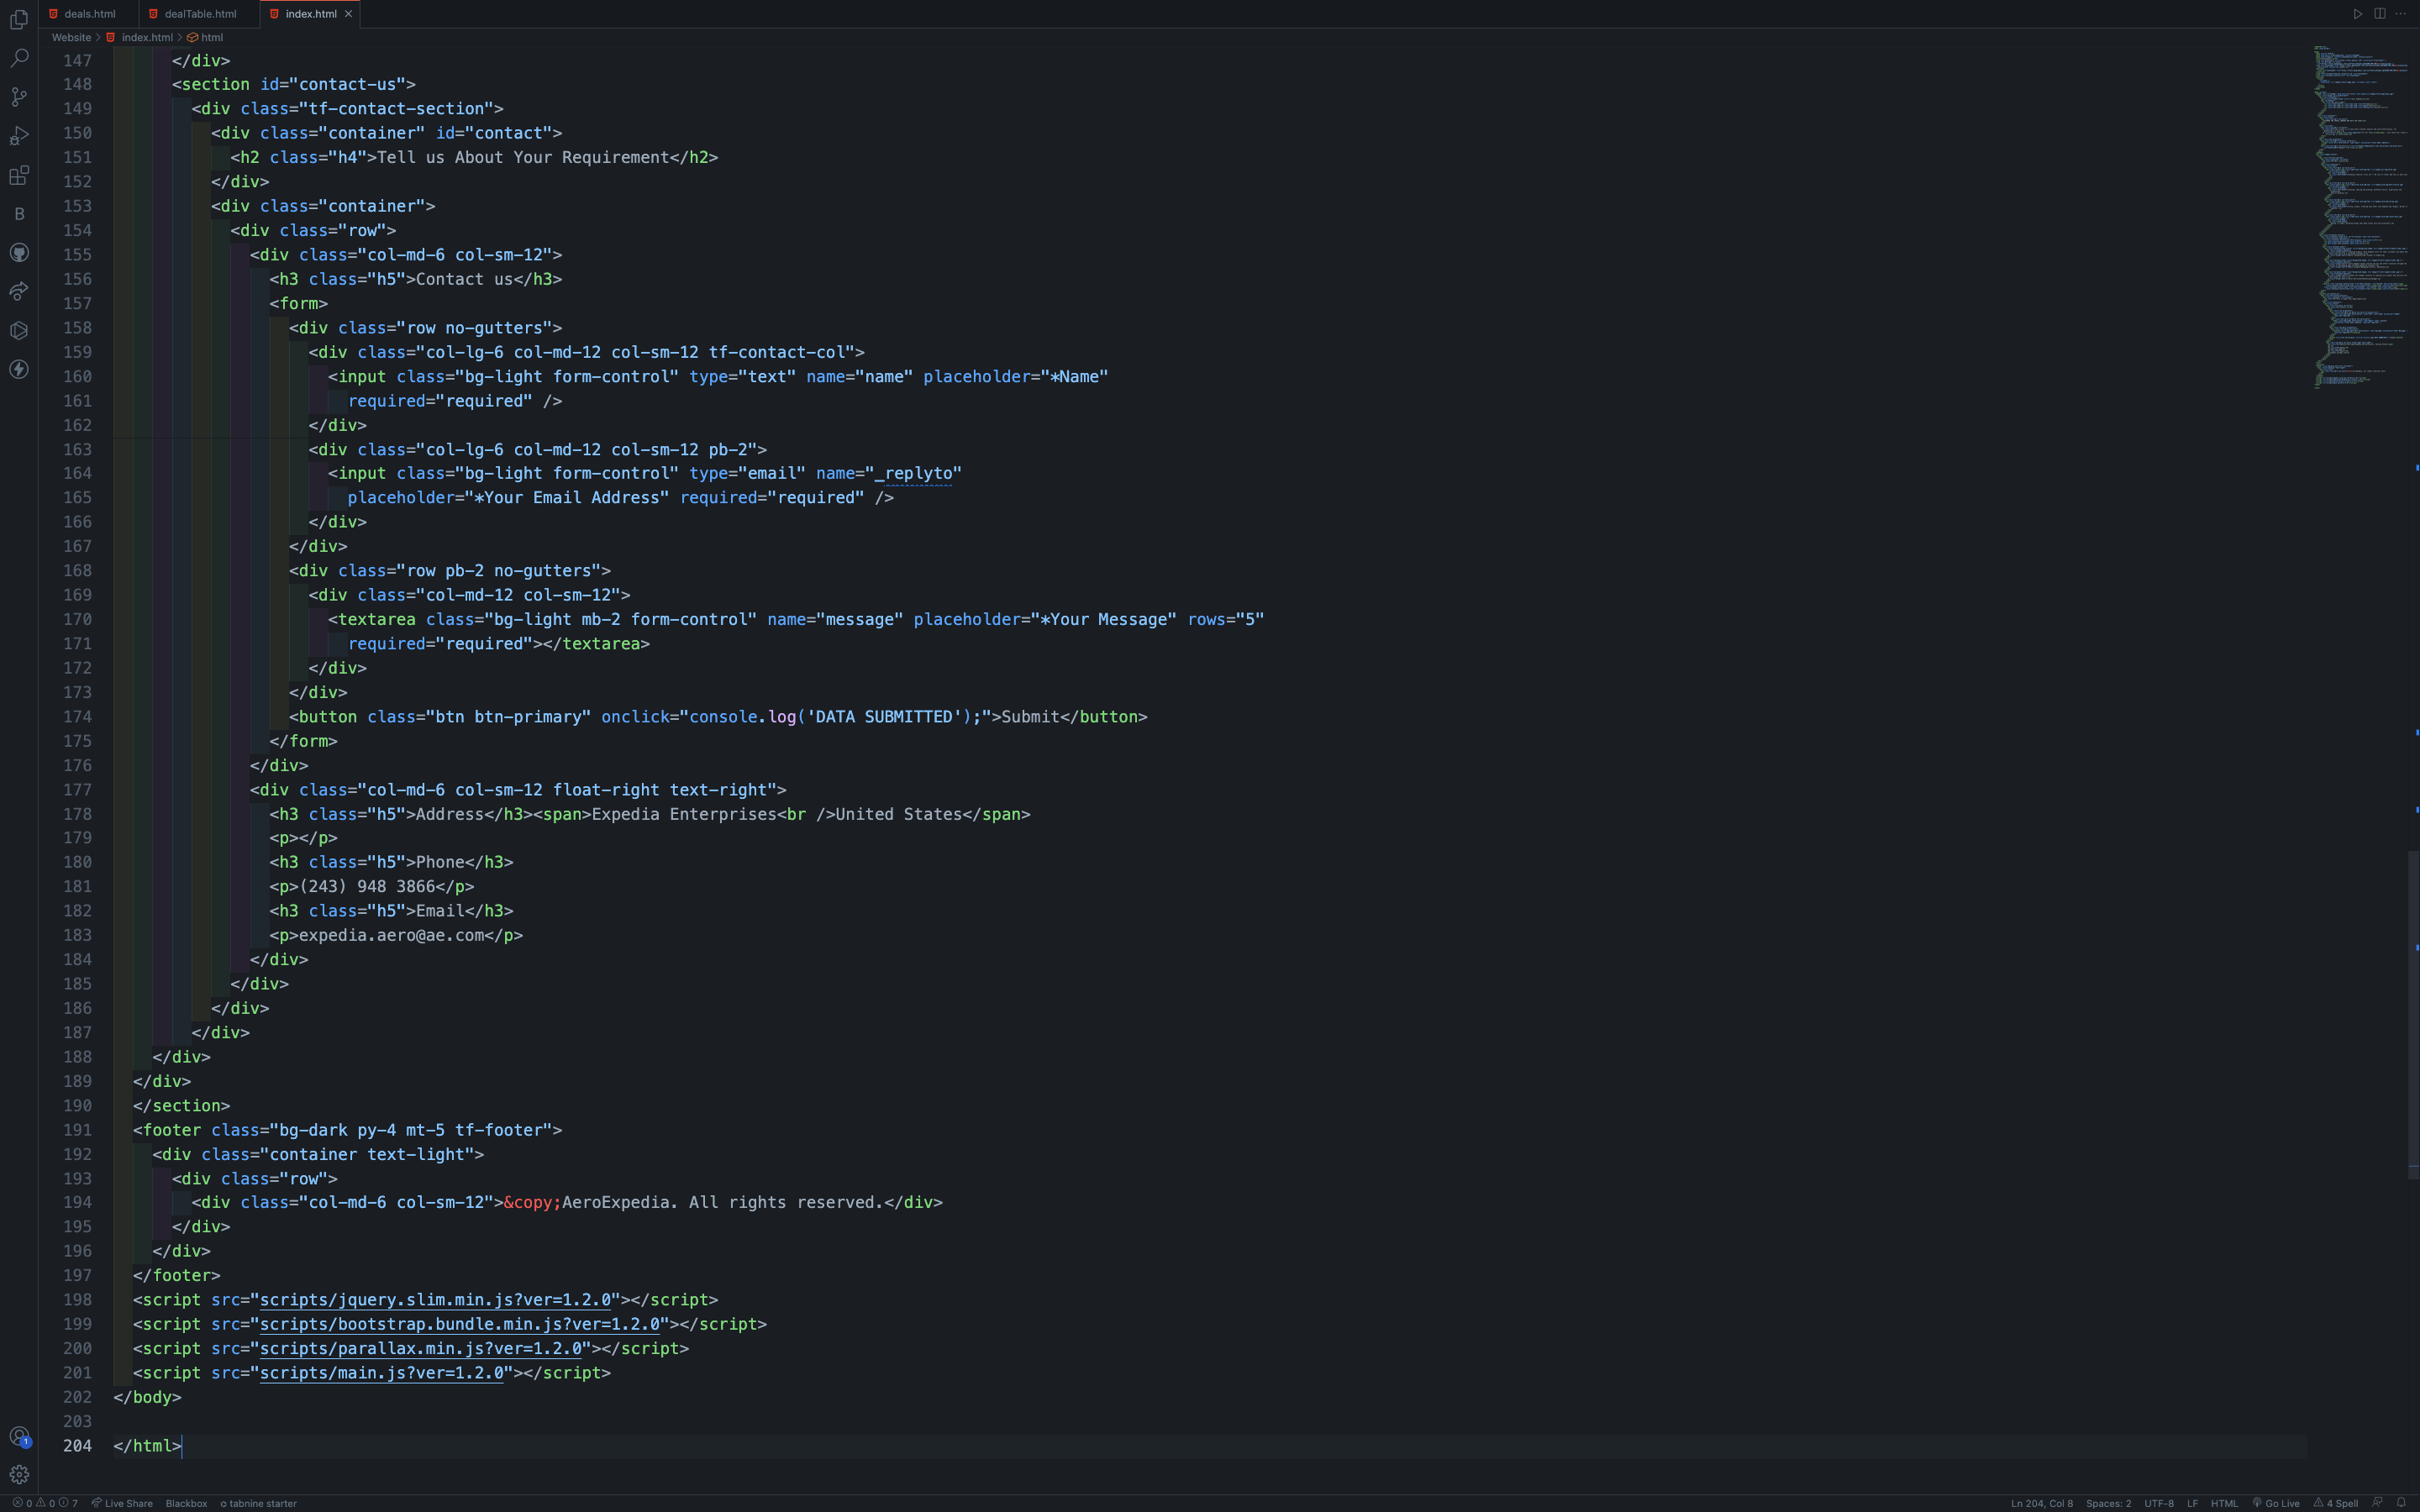 deals.html
dealTable.html
index.html
Website > index.html > html
147 </div>
148 <section id="contact-us">
149 <div class="tf-contact-section">
150 <div class="container" id="contact">
151 <h2 class="h4">Tell us About Your Requirement</h2>
152 </div>
153 <div class="container">
154 <div class="row">
155 <div class="col-md-6 col-sm-12">
156 <h3 class="h5">Contact us</h3>
157 <form>
158 <div class="row no-gutters">
159 <div class="col-lg-6 col-md-12 col-sm-12 tf-contact-col">
160 <input class="bg-light form-control" type="text" name="name" placeholder="*Name"
161 required="required" />
162 </div>
163 <div class="col-lg-6 col-md-12 col-sm-12 pb-2">
164 <input class="bg-light form-control" type="email" name="_replyto"
165 placeholder="*Your Email Address" required="required" />
166 </div>
167 </div>
168 <div class="row pb-2 no-gutters">
169 <div class="col-md-12 col-sm-12">
170 <textarea class="bg-light mb-2 form-control" name="message" placeholder="*Your Message" rows="5"
171 required="required"></textarea>
172 </div>
173 </div>
174 <button class="btn btn-primary" onclick="console.log('DATA SUBMITTED');">Submit</button>
175 </form>
176 </div>
177 <div class="col-md-6 col-sm-12 float-right text-right">
178 <h3 class="h5">Address</h3><span>Expedia Enterprises<br />United States</span>
179 <p></p>
180 <h3 class="h5">Phone</h3>
181 <p>(243) 948 3866</p>
182 <h3 class="h5">Email</h3>
183 <p>expedia.aero@ae.com</p>
184 </div>
185 </div>
186 </div>
187 </div>
188 </div>
189 </div>
190 </section>
191 <footer class="bg-dark py-4 mt-5 tf-footer">
192 <div class="container text-light">
193 <div class="row">
194 <div class="col-md-6 col-sm-12">&copy;AeroExpedia. All rights reserved.</div>
195 </div>
196 </div>
197 </footer>
198 <script src="scripts/jquery.slim.min.js?ver=1.2.0"></script>
199 <script src="scripts/bootstrap.bundle.min.js?ver=1.2.0"></script>
200 <script src="scripts/parallax.min.js?ver=1.2.0"></script>
201 <script src="scripts/main.js?ver=1.2.0"></script>
202 </body>
203
204 </html>
B
1
0 0 7 Live Share Blackbox tabnine starter
Ln 204, Col 8 Spaces: 2 UTF-8 LF HTML Go Live 4 Spell